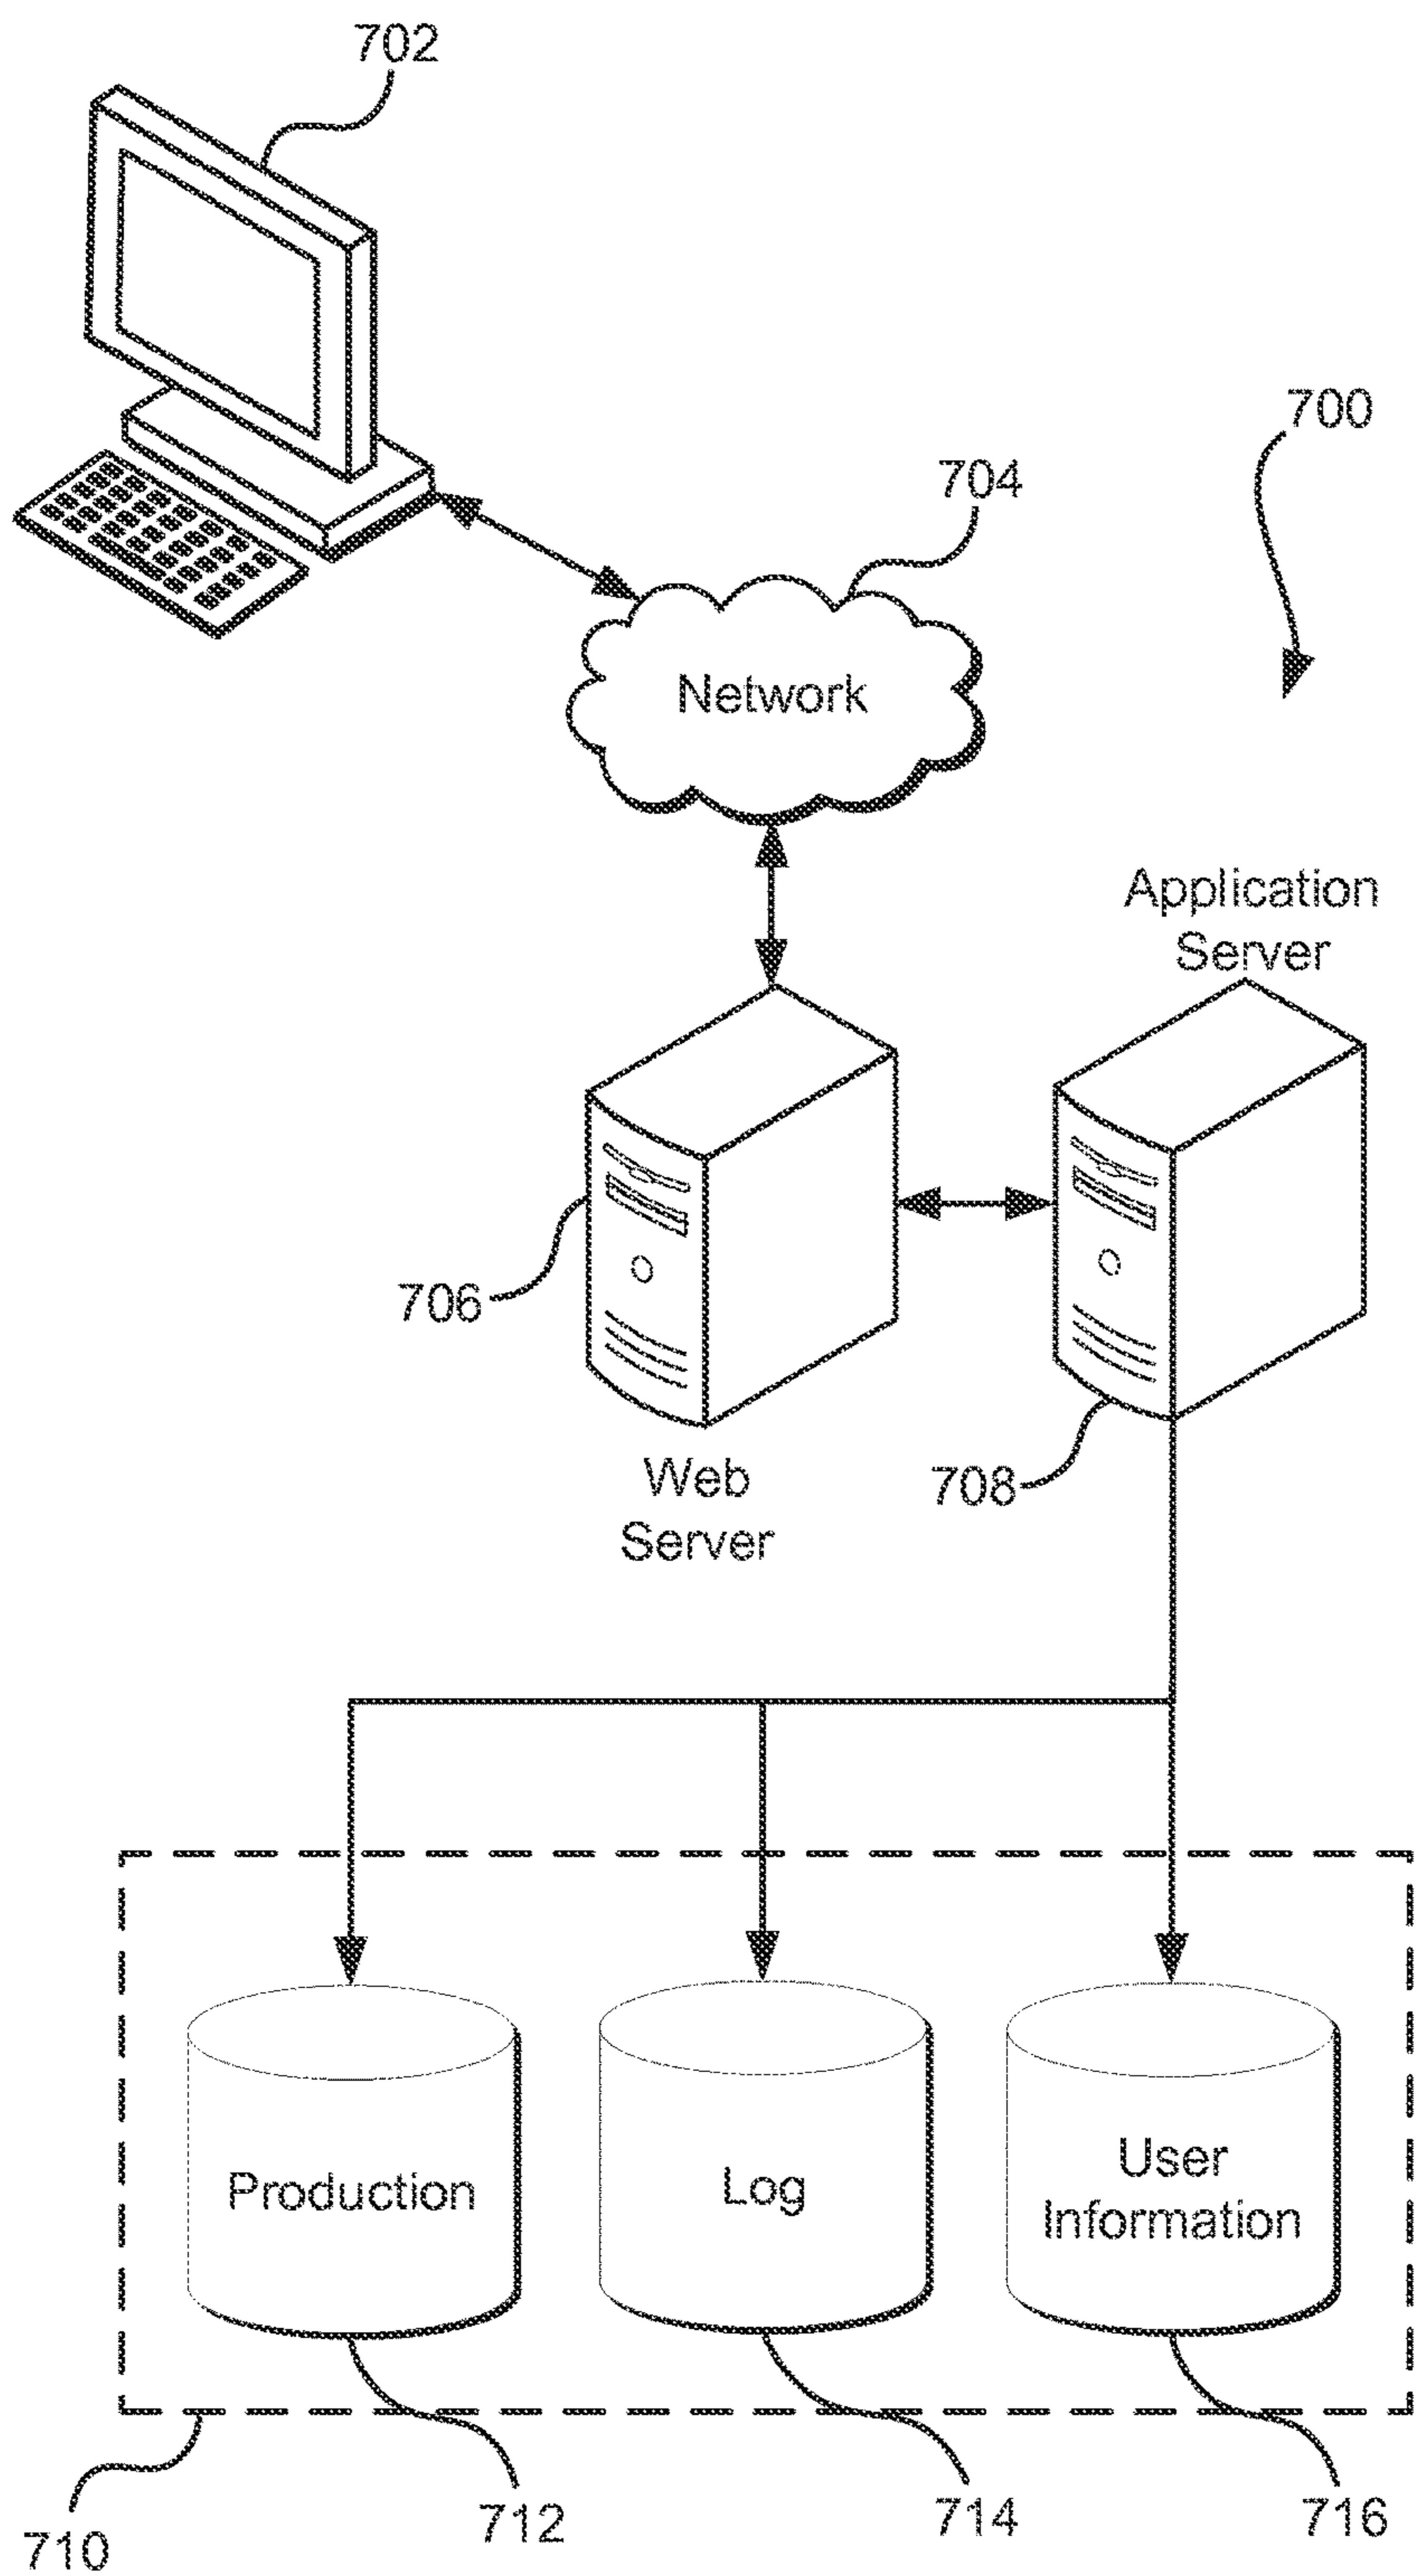 702
700
704
Network
Application
Server
706
Web
Server
708
Production
Log
User
Information
710
712
714
716